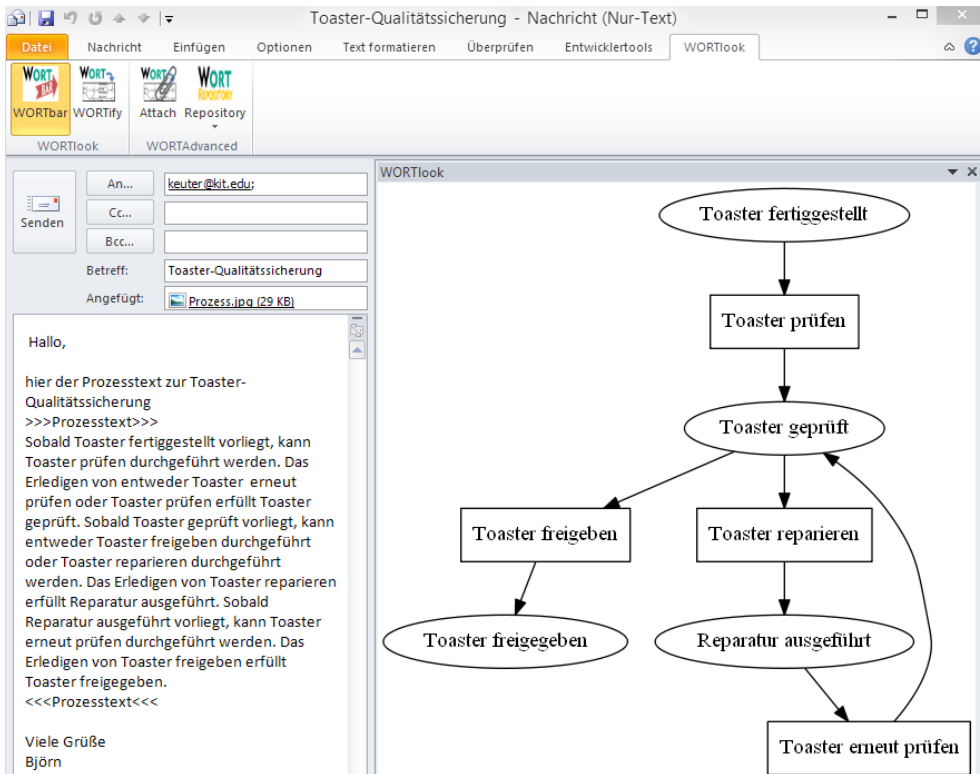 Toaster-Qualitätssicherung - Nachricht (Nur-Text)
Datei Nachricht Einfügen Optionen Text formatieren Überprüfen Entwicklertools WORTlook
WORT BAR WORT WORT WORT REPOSITORY
WORTbar WORTify Attach Repository
WORTlook WORTAdvanced
An... keuter@kit.edu;
Senden
Cc...
Bcc...
Betreff: Toaster-Qualitätssicherung
Angefügt: Prozess.jpg (29 KB)
Hallo,
hier der Prozesstext zur Toaster-
Qualitätssicherung
>>>Prozesstext>>>
Sobald Toaster fertiggestellt vorliegt, kann
Toaster prüfen durchgeführt werden. Das
Erledigen von entweder Toaster erneut
prüfen oder Toaster prüfen erfüllt Toaster
geprüft. Sobald Toaster geprüft vorliegt, kann
entweder Toaster freigeben durchgeführt
oder Toaster reparieren durchgeführt
werden. Das Erledigen von Toaster reparieren
erfüllt Reparatur ausgeführt. Sobald
Reparatur ausgeführt vorliegt, kann Toaster
erneut prüfen durchgeführt werden. Das
Erledigen von Toaster freigeben erfüllt
Toaster freigegeben.
<<<Prozesstext<<<
Viele Grüße
Björn
WORTlook
Toaster fertiggestellt
Toaster prüfen
Toaster geprüft
Toaster freigeben
Toaster reparieren
Toaster freigegeben
Reparatur ausgeführt
Toaster erneut prüfen